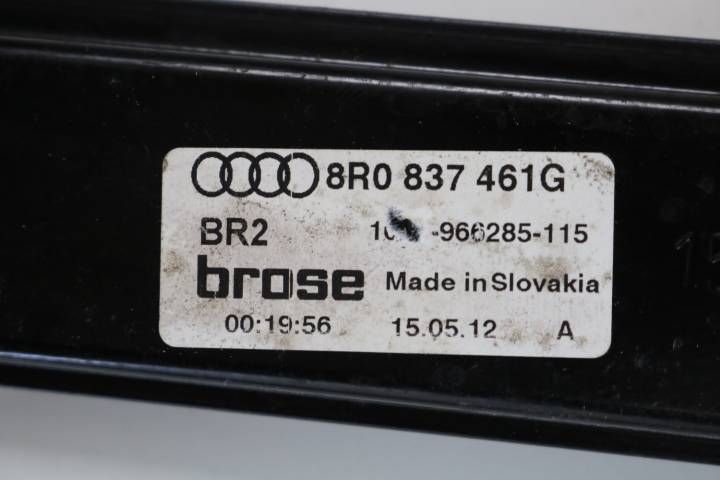 8R0 837 461G
BR2 -966285-115
brose Made in Slovakia
00:19:56 15.05.12 A